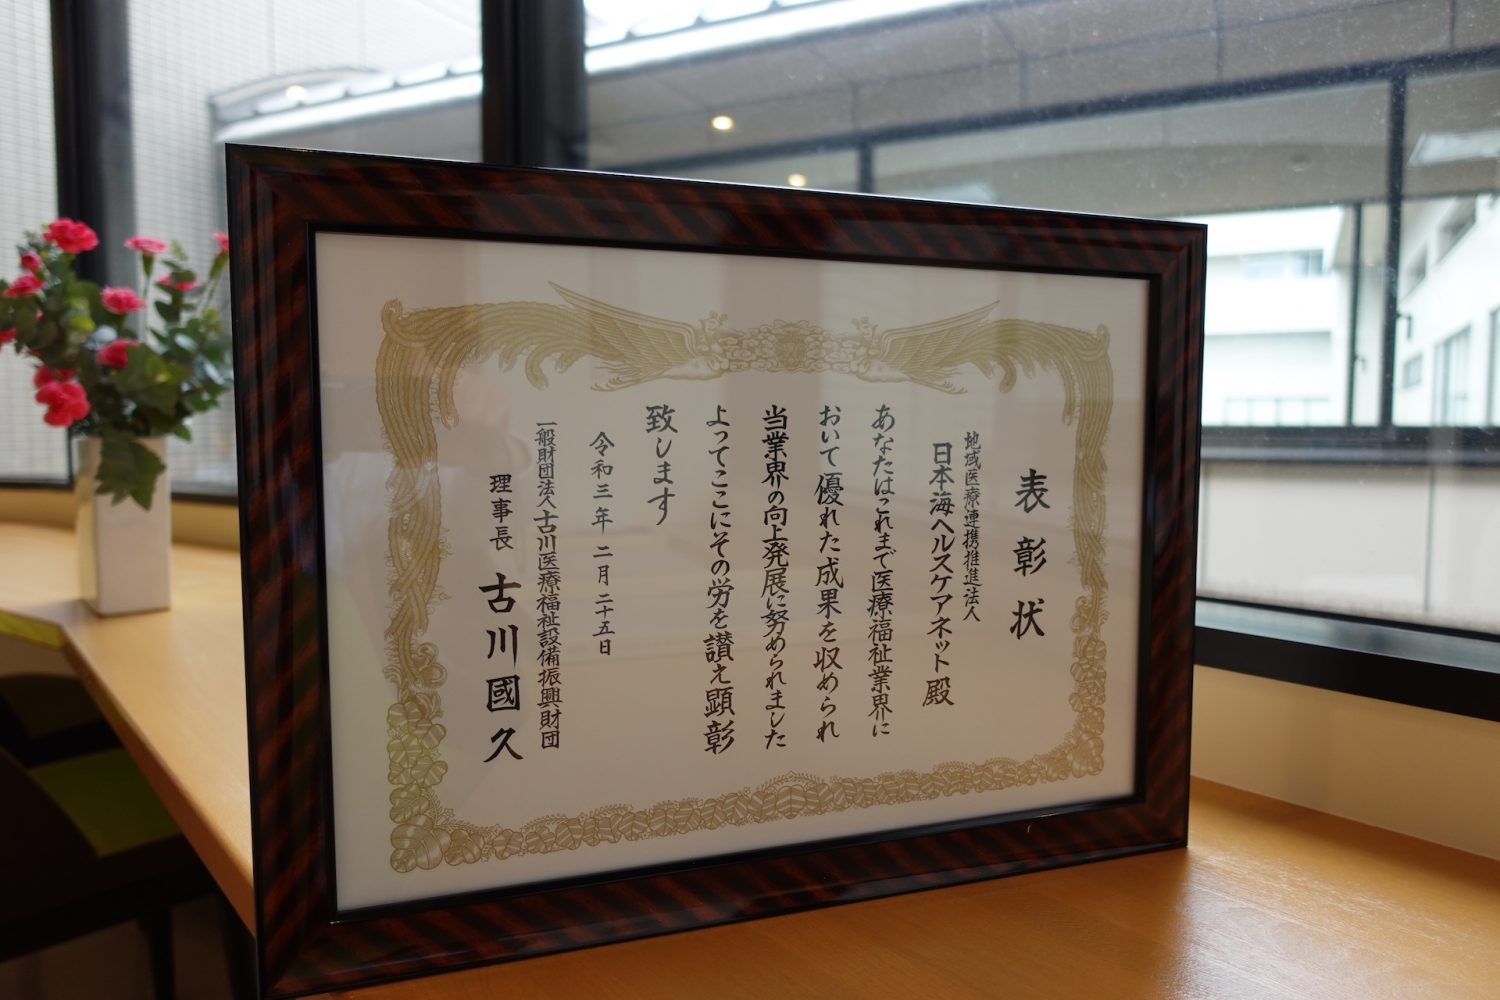 表彰状
地域医療連携推進法人
日本海ヘルスケアネット殿
あなたはこれまで医療福祉業界に
おいて優れた成果を収められ
当業界の向上発展に努められました
よってここにその労を讃え顕彰
致します
令和三年二月二十五日
一般財団法人古川医療福祉設備振興財団
理事長 古川國久